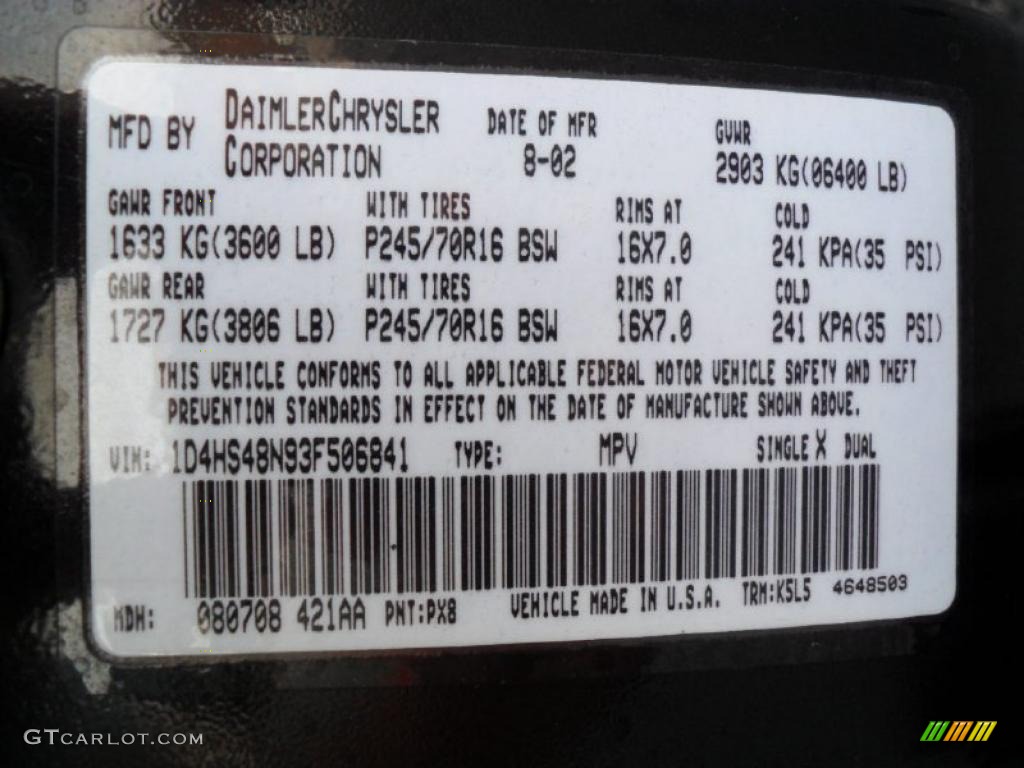 MFD BY DAIMLERCHRYSLER CORPORATION DATE OF MFR 8-02 GVWR 2903 KG(06400 LB)
GAWR FRONT WITH TIRES RIMS AT COLD
1633 KG(3600 LB) P245/70R16 BSW 16X7.0 241 KPA(35 PSI)
GAWR REAR WITH TIRES RIMS AT COLD
1727 KG(3806 LB) P245/70R16 BSW 16X7.0 241 KPA(35 PSI)
THIS VEHICLE CONFORMS TO ALL APPLICABLE FEDERAL MOTOR VEHICLE SAFETY AND THEFT
PREVENTION STANDARDS IN EFFECT ON THE DATE OF MANUFACTURE SHOWN ABOVE.
VIN: 1D4HS48N93F506841 TYPE: MPV SINGLE X DUAL
MDH: 080708 421AA PNT:PX8 VEHICLE MADE IN U.S.A. TRM:K5L5 4648503
GTCARLOT.COM